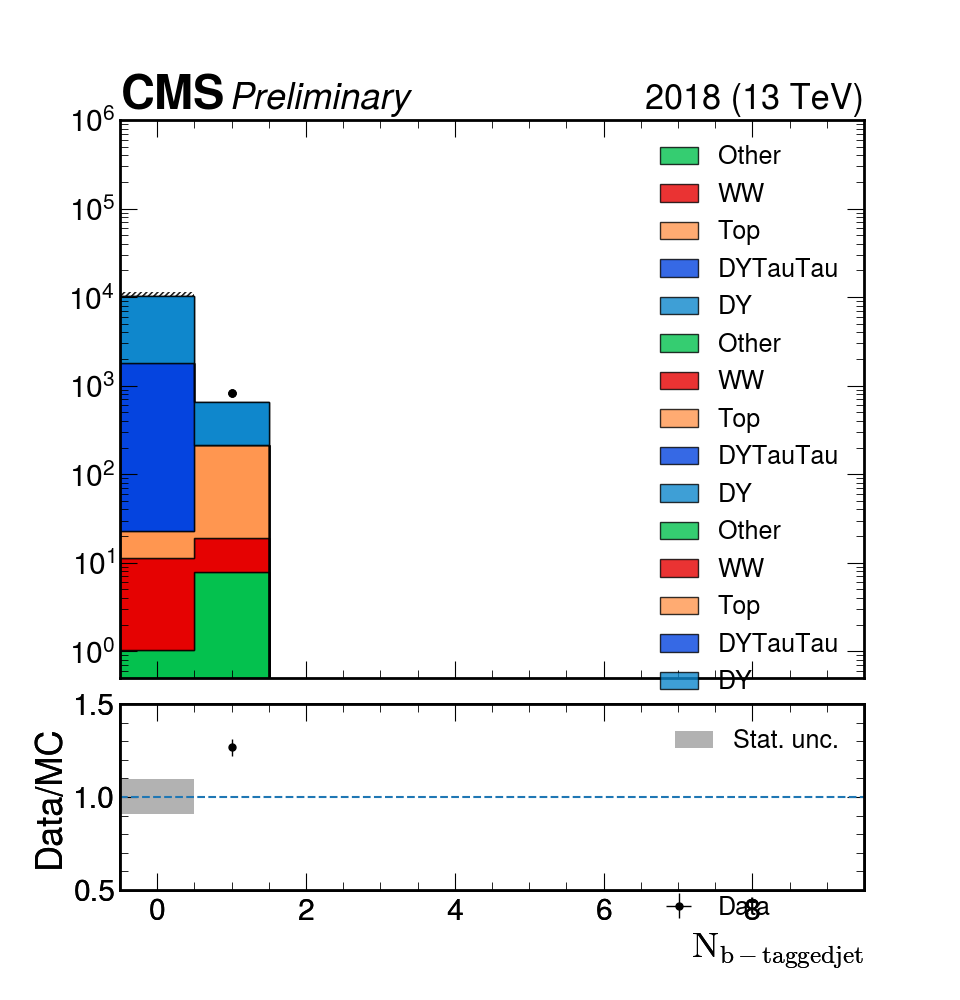 CMS Preliminary 2018 (13 TeV)
10^6
10^5
10^4
10^3
10^2
10^1
10^0
Other
WW
Top
DYTauTau
DY
Other
WW
Top
DYTauTau
DY
Other
WW
Top
DYTauTau
DY
1.5
1.0
0.5
Data/MC
Stat. unc.
0 2 4 6 8
Data
N_{b-taggedjet}